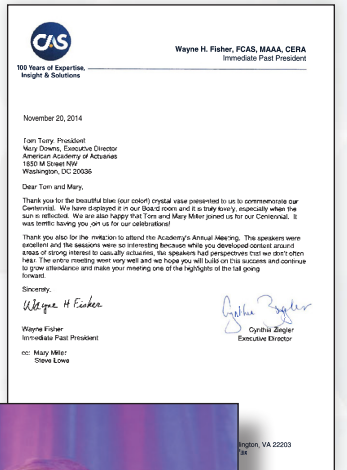 CAS
Wayne H. Fisher, FCAS, MAAA, CERA
Immediate Past President
100 Years of Expertise,
Insight & Solutions
November 20, 2014
Tom Terry, President
Mary Downs, Executive Director
American Academy of Actuaries
1850 M Street NW
Washington, DC 20036
Dear Tom and Mary,
Thank you for the beautiful blue (our color!) crystal vase presented to us to commemorate our
Centennial. We have displayed it in our Board room and it is truly lovely, especially when the
sun is reflected. We are also happy that Tom and Mary Miller joined us for our Centennial. It
was terrific having you join us for our celebrations!
Thank you also for the invitation to attend the Academy's Annual Meeting. The speakers were
excellent and the sessions were so interesting because while you developed content around
areas of strong interest to casualty actuaries, the speakers had perspectives that we don't often
hear. The entire meeting went very well and we hope you will build on this success and continue
to grow attendance and make your meeting one of the highlights of the fall going
forward.
Sincerely,
Wayne H Fisher
Cynthia Ziegler
Wayne Fisher
Cynthia Ziegler
Immediate Past President
Executive Director
cc: Mary Miller
Steve Lowe
lington, VA 22203